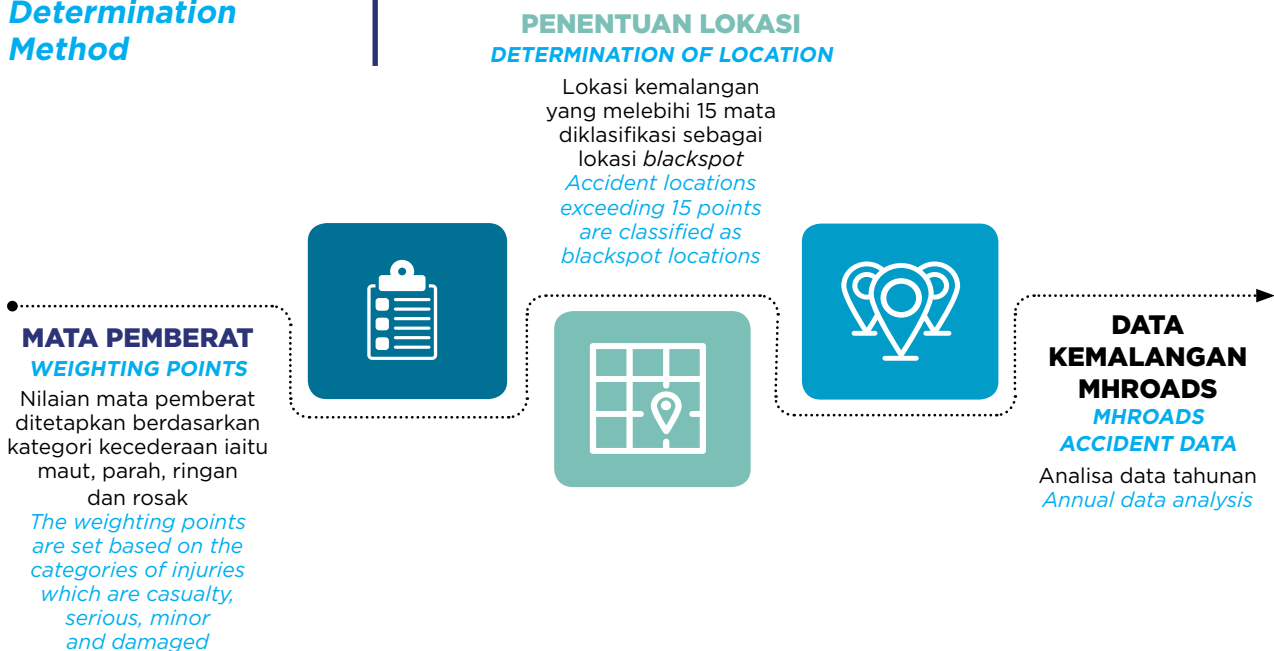 Determination
Method
PENENTUAN LOKASI
DETERMINATION OF LOCATION
Lokasi kemalangan
yang melebihi 15 mata
diklasifikasi sebagai
lokasi blackspot
Accident locations
exceeding 15 points
are classified as
blackspot locations
MATA PEMBERAT
WEIGHTING POINTS
Nilaian mata pemberat
ditetapkan berdasarkan
kategori kecederaan iaitu
maut, parah, ringan
dan rosak
The weighting points
are set based on the
categories of injuries
which are casualty,
serious, minor
and damaged
DATA
KEMALANGAN
MHROADS
MHROADS
ACCIDENT DATA
Analisa data tahunan
Annual data analysis